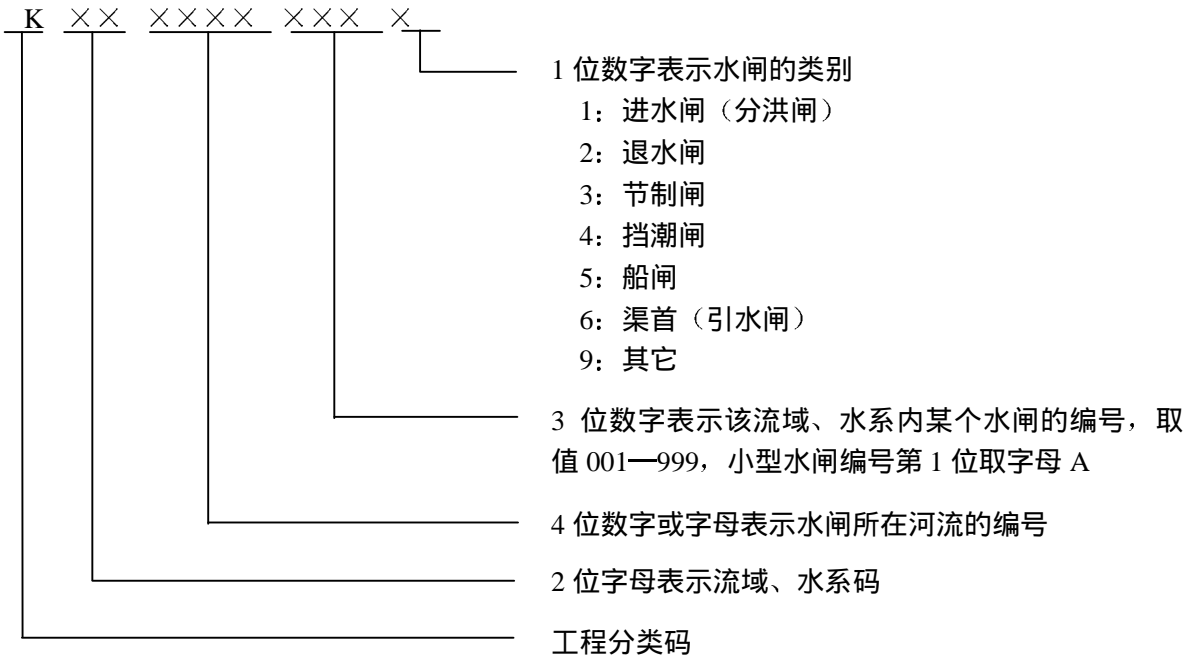 K ×× ×××× ××× ×
1 位数字表示水闸的类别
1：进水闸（分洪闸）
2：退水闸
3：节制闸
4：挡潮闸
5：船闸
6：渠首（引水闸）
9：其它
3 位数字表示该流域、水系内某个水闸的编号，取
值 001—999，小型水闸编号第 1 位取字母 A
4 位数字或字母表示水闸所在河流的编号
2 位字母表示流域、水系码
工程分类码